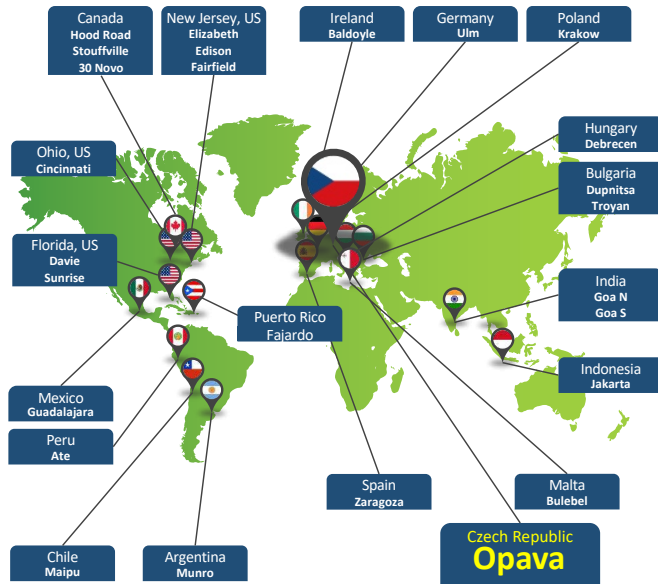 Canada
Hood Road
Stouffville
30 Novo
New Jersey, US
Elizabeth
Edison
Fairfield
Ireland
Baldoyle
Germany
Ulm
Poland
Krakow
Ohio, US
Cincinnati
Hungary
Debrecen
Bulgaria
Dupnitsa
Troyan
Florida, US
Davie
Sunrise
Puerto Rico
Fajardo
India
Goa N
Goa S
Indonesia
Jakarta
Mexico
Guadalajara
Peru
Ate
Spain
Zaragoza
Malta
Bulebel
Czech Republic
Opava
Chile
Maipu
Argentina
Munro